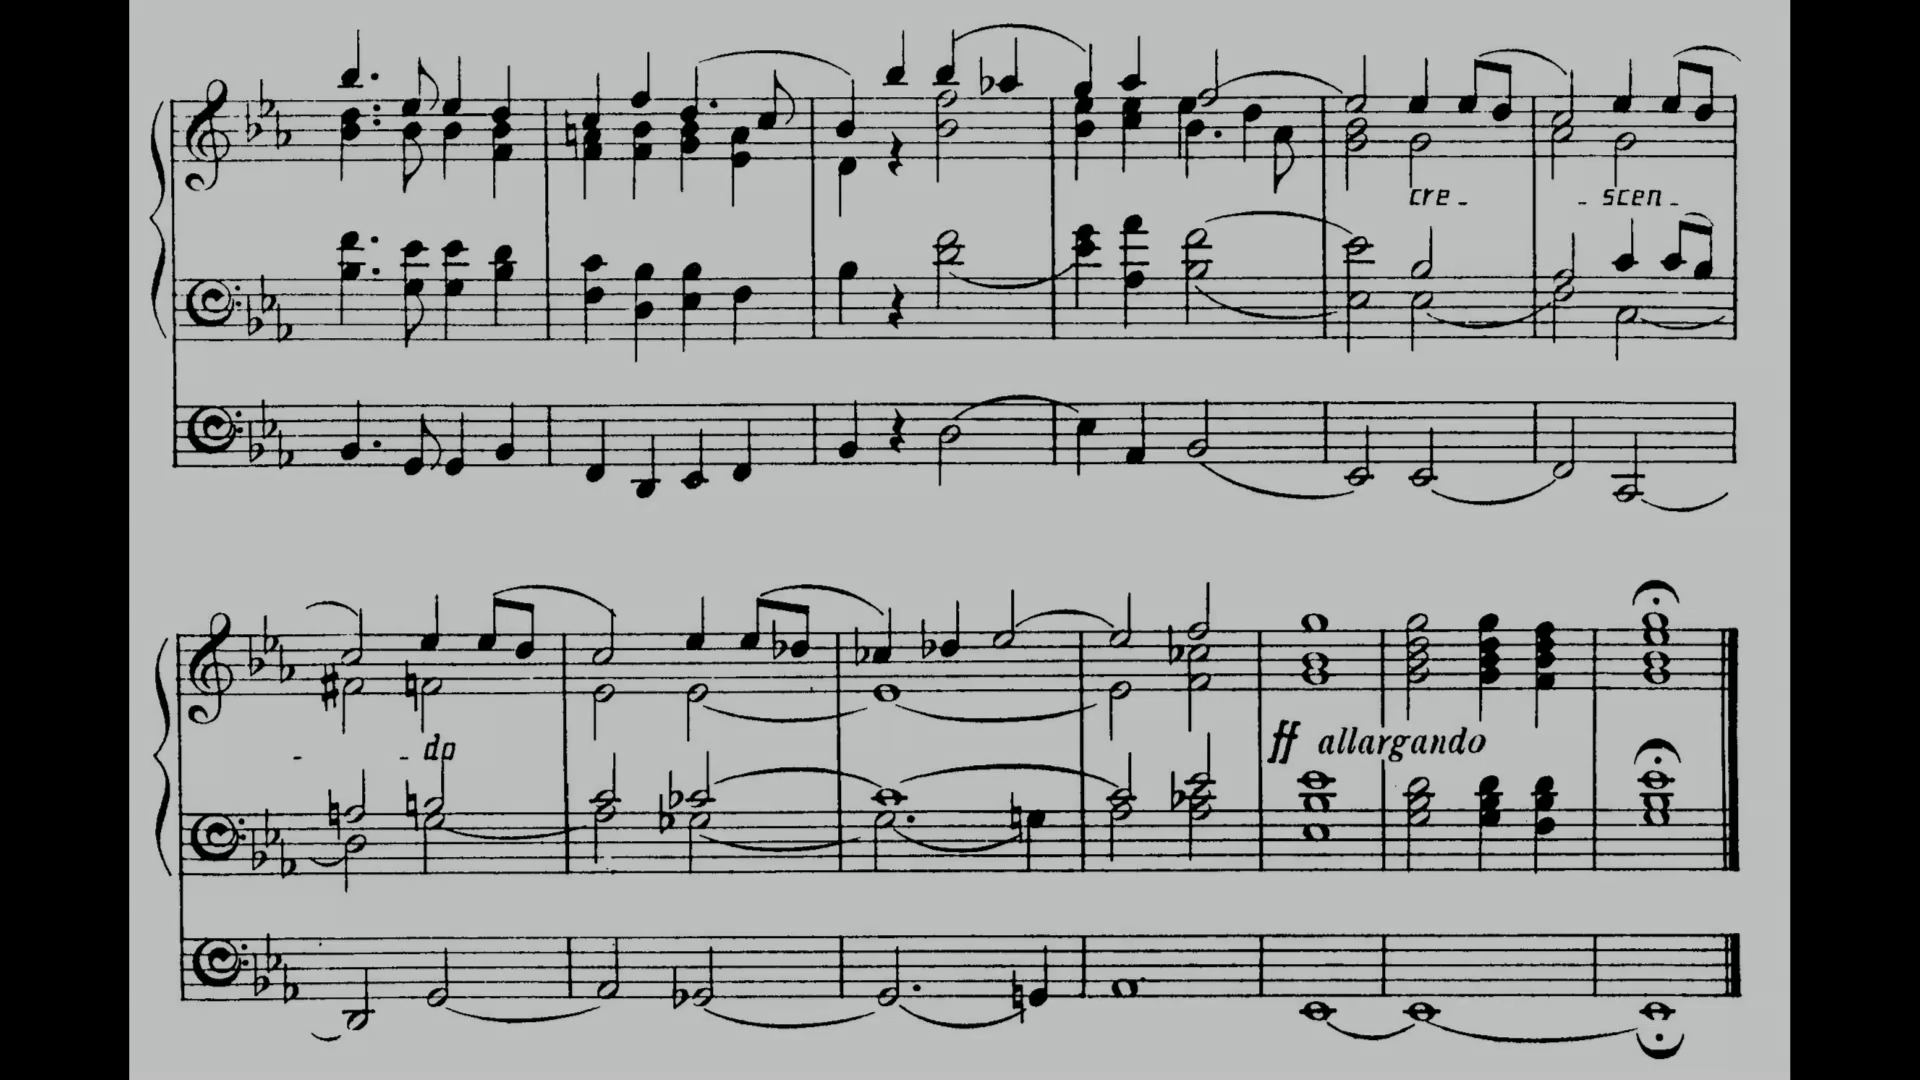 cre - - scen -
- - do
ff allargando